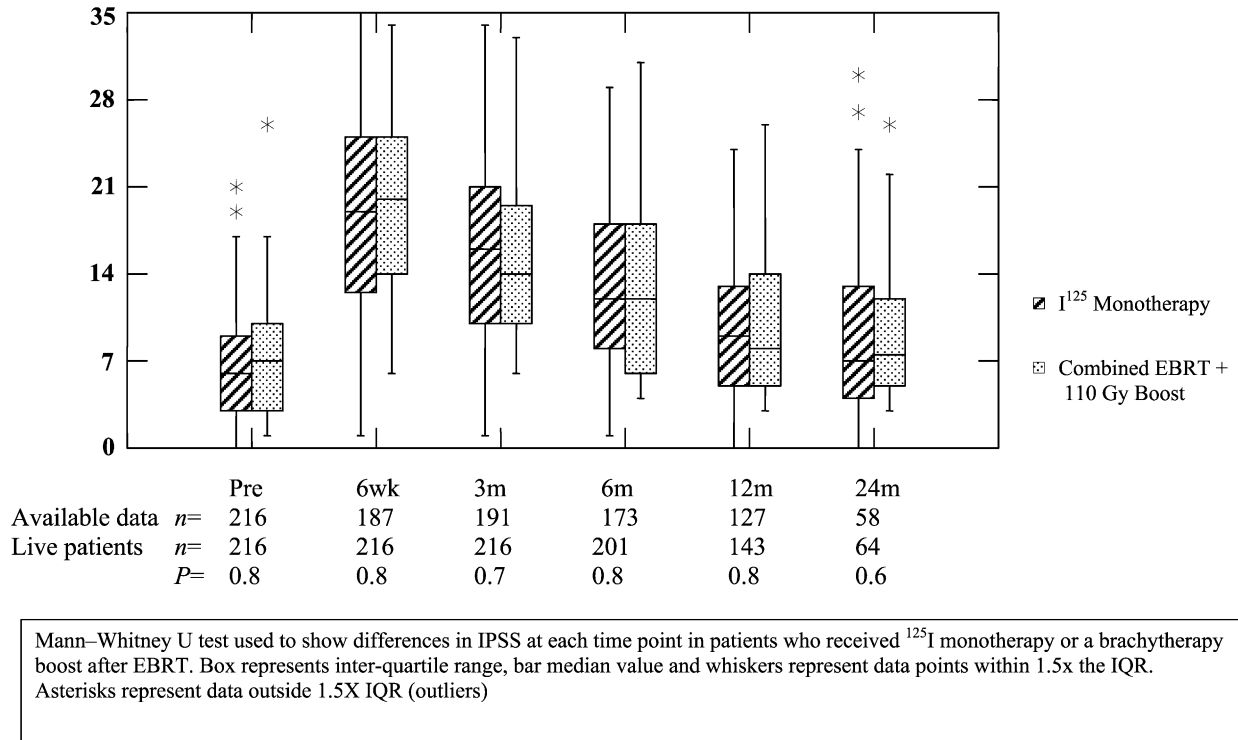 35
28
21
14
7
0
I¹²⁵ Monotherapy
Combined EBRT +
110 Gy Boost
Pre 6wk 3m 6m 12m 24m
Available data n= 216 187 191 173 127 58
Live patients n= 216 216 216 201 143 64
P= 0.8 0.8 0.7 0.8 0.8 0.6
Mann–Whitney U test used to show differences in IPSS at each time point in patients who received ¹²⁵I monotherapy or a brachytherapy
boost after EBRT. Box represents inter-quartile range, bar median value and whiskers represent data points within 1.5x the IQR.
Asterisks represent data outside 1.5X IQR (outliers)